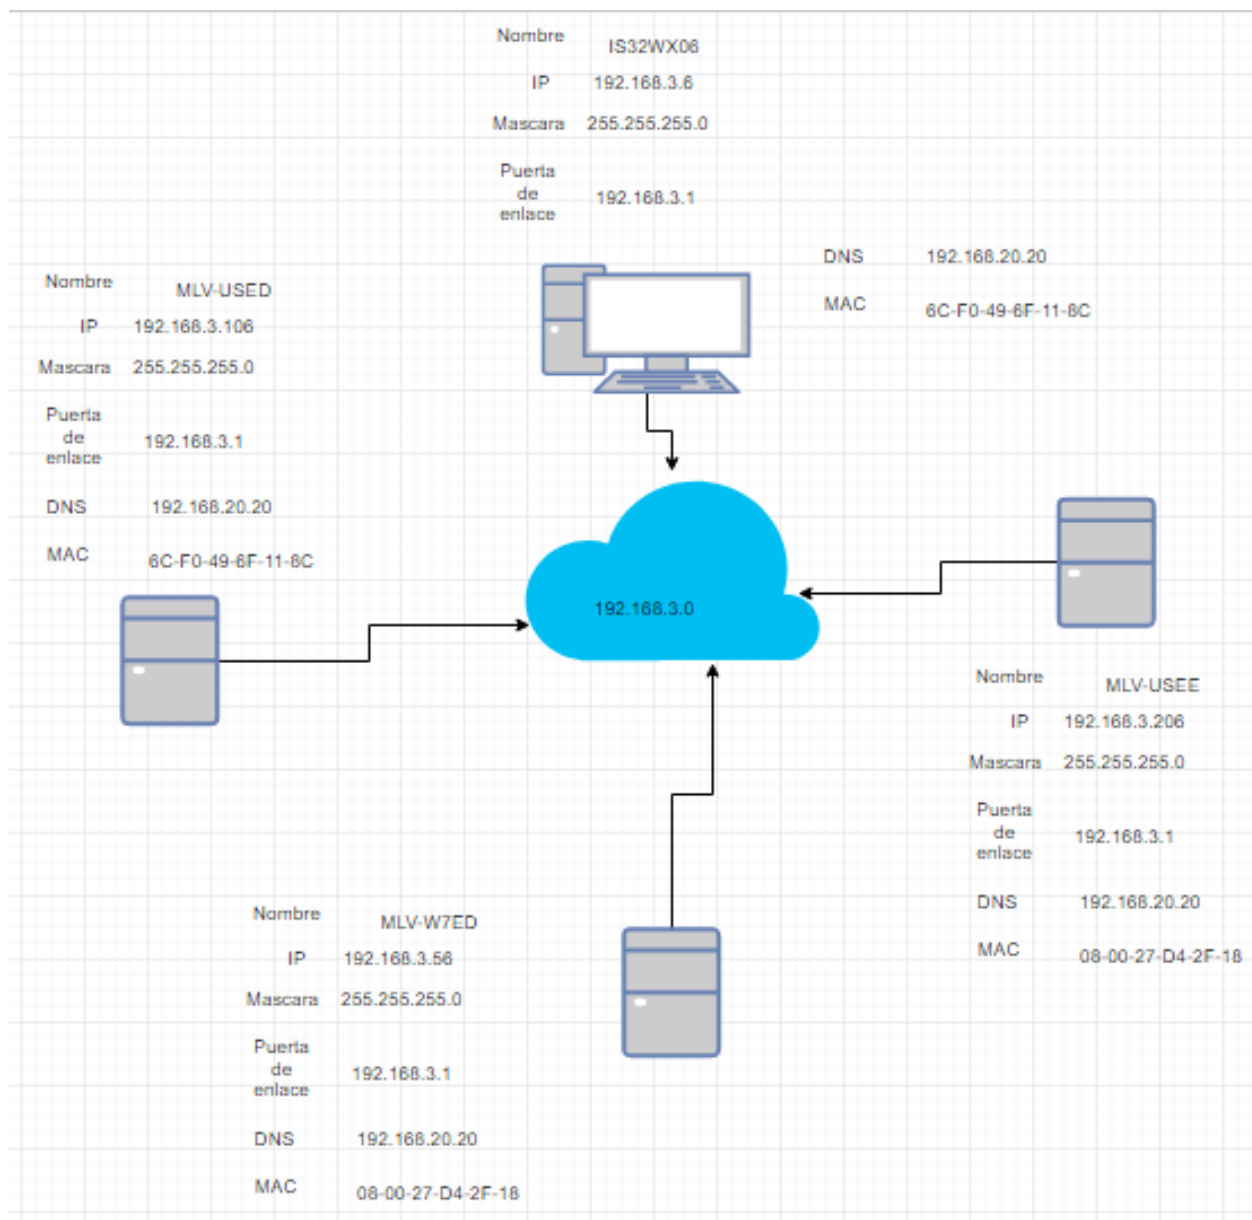 Nombre IS32WX06
IP 192.168.3.6
Mascara 255.255.255.0
Puerta
de
enlace
192.168.3.1
DNS 192.168.20.20
MAC 6C-F0-49-6F-11-8C
Nombre MLV-USED
IP 192.168.3.106
Mascara 255.255.255.0
Puerta
de
enlace
192.168.3.1
DNS 192.168.20.20
MAC 6C-F0-49-6F-11-8C
192.168.3.0
Nombre MLV-USEE
IP 192.168.3.206
Mascara 255.255.255.0
Puerta
de
enlace
192.168.3.1
DNS 192.168.20.20
MAC 08-00-27-D4-2F-18
Nombre MLV-W7ED
IP 192.168.3.56
Mascara 255.255.255.0
Puerta
de
enlace
192.168.3.1
DNS 192.168.20.20
MAC 08-00-27-D4-2F-18